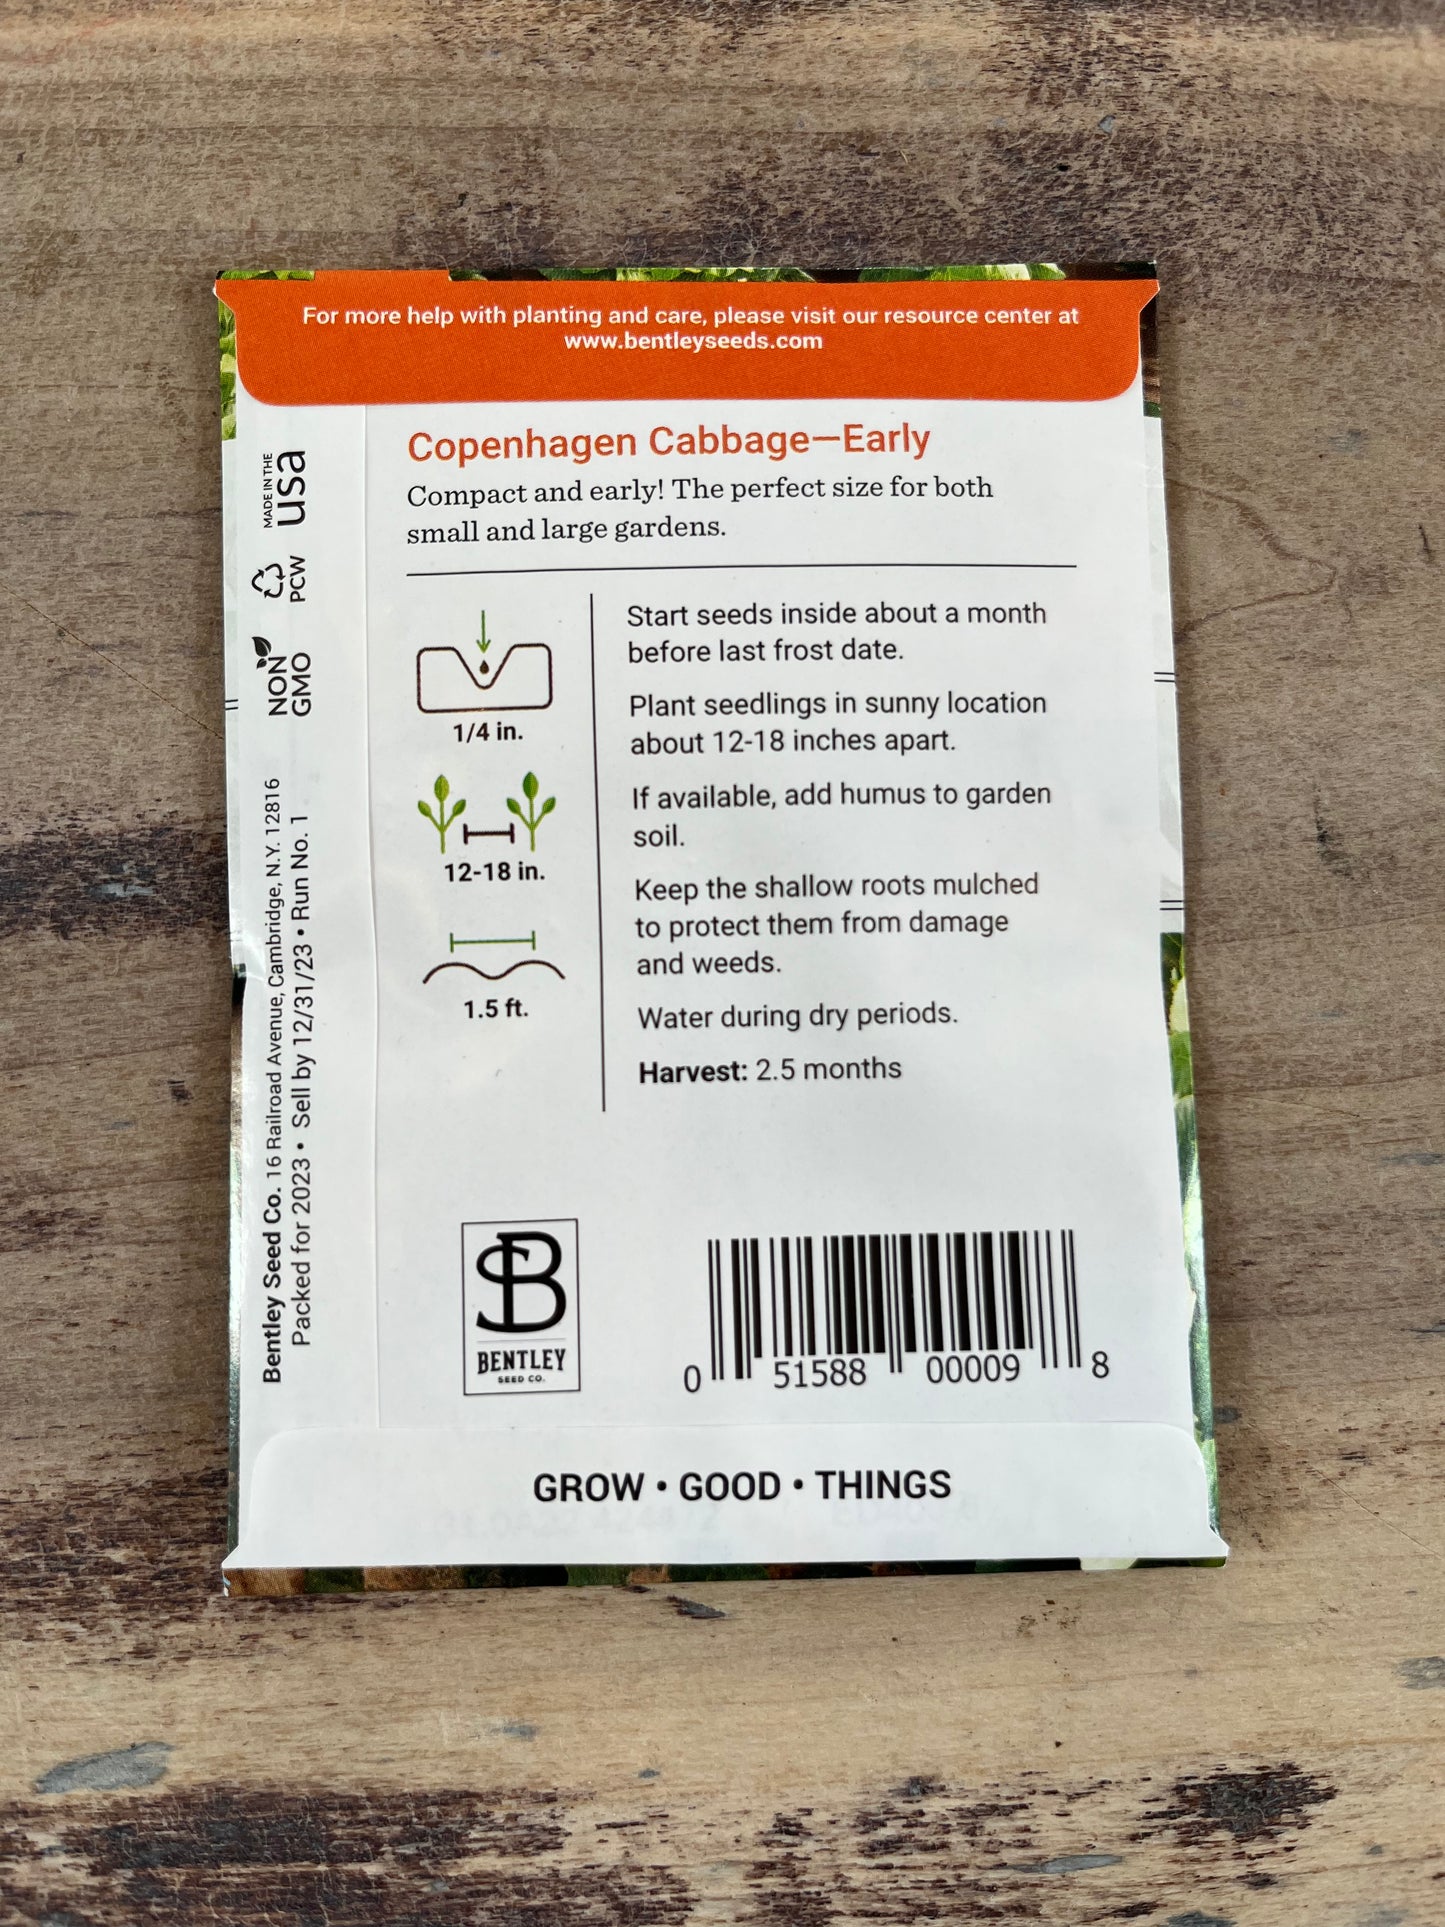 For more help with planting and care, please visit our resource center at
www.bentleyseeds.com
Copenhagen Cabbage—Early
Compact and early! The perfect size for both
small and large gardens.
1/4 in.
12-18 in.
1.5 ft.
Start seeds inside about a month
before last frost date.
Plant seedlings in sunny location
about 12-18 inches apart.
If available, add humus to garden
soil.
Keep the shallow roots mulched
to protect them from damage
and weeds.
Water during dry periods.
Harvest: 2.5 months
MADE IN THE
usa
PCW
NON
GMO
Bentley Seed Co. 16 Railroad Avenue, Cambridge, N.Y. 12816
Packed for 2023 • Sell by 12/31/23 • Run No. 1
SB
BENTLEY
SEED CO.
0 51588 00009 8
GROW • GOOD • THINGS